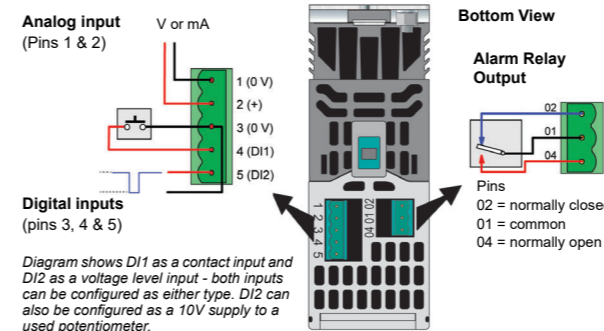 Analog input
(Pins 1 & 2)
V or mA
1 (0 V)
2 (+)
3 (0 V)
4 (DI1)
5 (DI2)
Digital inputs
(pins 3, 4 & 5)
Diagram shows DI1 as a contact input and
DI2 as a voltage level input - both inputs
can be configured as either type. DI2 can
also be configured as a 10V supply to a
used potentiometer.
1 2 3 4 5
04 01 02
Bottom View
Alarm Relay
Output
02
01
04
Pins
02 = normally close
01 = common
04 = normally open